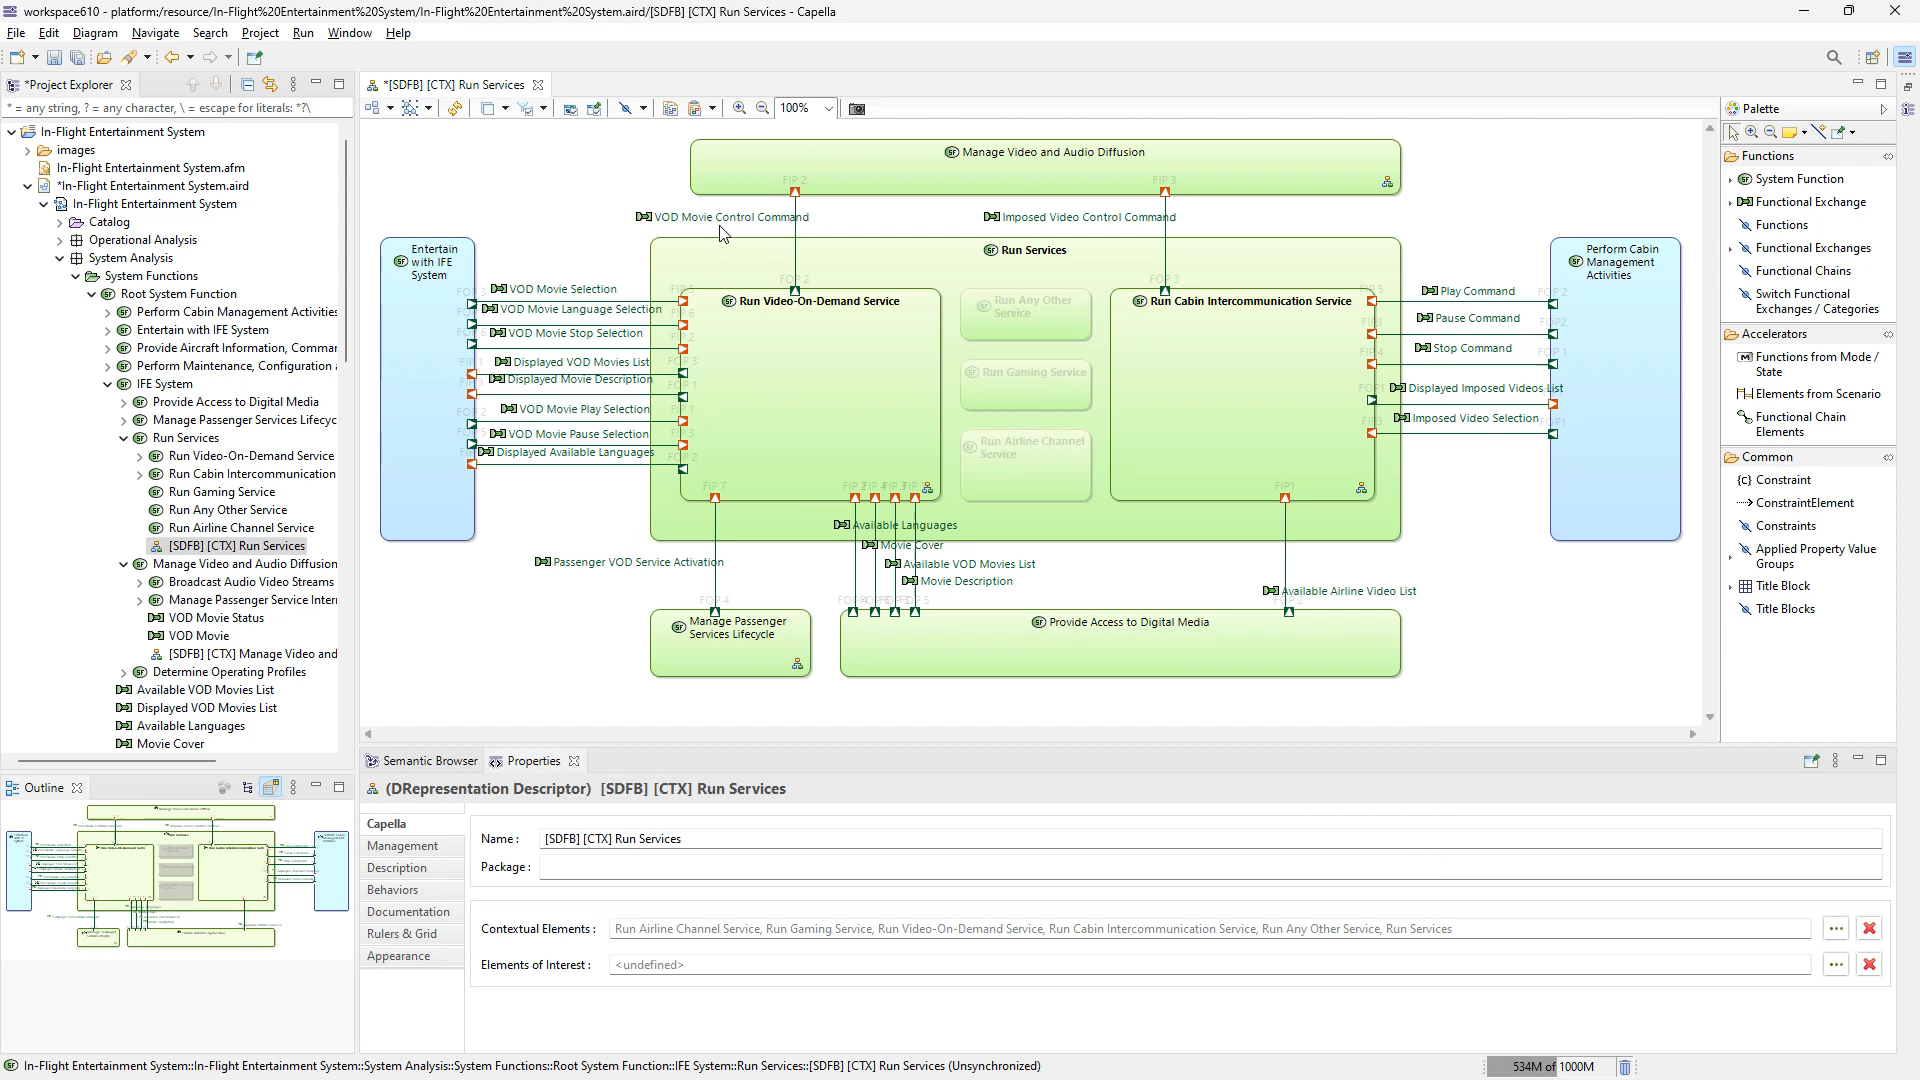 workspace610 - platform:/resource/In-Flight%20Entertainment%20System/In-Flight%20Entertainment%20System.aird/[SDFB] [CTX] Run Services - Capella
File Edit Diagram Navigate Search Project Run Window Help
*Project Explorer
* = any string, ? = any character, \ = escape for literals: *?\
In-Flight Entertainment System
images
In-Flight Entertainment System.afm
*In-Flight Entertainment System.aird
In-Flight Entertainment System
Catalog
Operational Analysis
System Analysis
System Functions
Root System Function
Perform Cabin Management Activities
Entertain with IFE System
Provide Aircraft Information, Commar
Perform Maintenance, Configuration
IFE System
Provide Access to Digital Media
Manage Passenger Services Lifecyc
Run Services
Run Video-On-Demand Service
Run Cabin Intercommunication
Run Gaming Service
Run Any Other Service
Run Airline Channel Service
[SDFB] [CTX] Run Services
Manage Video and Audio Diffusion
Broadcast Audio Video Streams
Manage Passenger Service Inter
VOD Movie Status
VOD Movie
[SDFB] [CTX] Manage Video and
Determine Operating Profiles
Available VOD Movies List
Displayed VOD Movies List
Available Languages
Movie Cover
Outline
*[SDFB] [CTX] Run Services
100%
Manage Video and Audio Diffusion
FIP 2
FIP 3
VOD Movie Control Command
Imposed Video Control Command
Entertain
with IFE
System
Run Services
Perform Cabin
Management
Activities
FOP 2
FOP 3
VOD Movie Selection
VOD Movie Language Selection
VOD Movie Stop Selection
Displayed VOD Movies List
Displayed Movie Description
VOD Movie Play Selection
VOD Movie Pause Selection
Displayed Available Languages
Run Video-On-Demand Service
Run Any Other
Service
Run Gaming Service
Run Airline Channel
Service
Run Cabin Intercommunication Service
Play Command
Pause Command
Stop Command
Displayed Imposed Videos List
Imposed Video Selection
FIP 7
FIP1
Available Languages
Movie Cover
Passenger VOD Service Activation
Available VOD Movies List
Movie Description
Available Airline Video List
FOP 4
Manage Passenger
Services Lifecycle
Provide Access to Digital Media
Palette
Functions
System Function
Functional Exchange
Functions
Functional Exchanges
Functional Chains
Switch Functional
Exchanges / Categories
Accelerators
Functions from Mode /
State
Elements from Scenario
Functional Chain
Elements
Common
Constraint
ConstraintElement
Constraints
Applied Property Value
Groups
Title Block
Title Blocks
Semantic Browser
Properties
(DRepresentation Descriptor) [SDFB] [CTX] Run Services
Capella
Management
Description
Behaviors
Documentation
Rulers & Grid
Appearance
Name : [SDFB] [CTX] Run Services
Package :
Contextual Elements : Run Airline Channel Service, Run Gaming Service, Run Video-On-Demand Service, Run Cabin Intercommunication Service, Run Any Other Service, Run Services
Elements of Interest : <undefined>
In-Flight Entertainment System::In-Flight Entertainment System::System Analysis::System Functions::Root System Function::IFE System::Run Services::[SDFB] [CTX] Run Services (Unsynchronized)
534M of 1000M